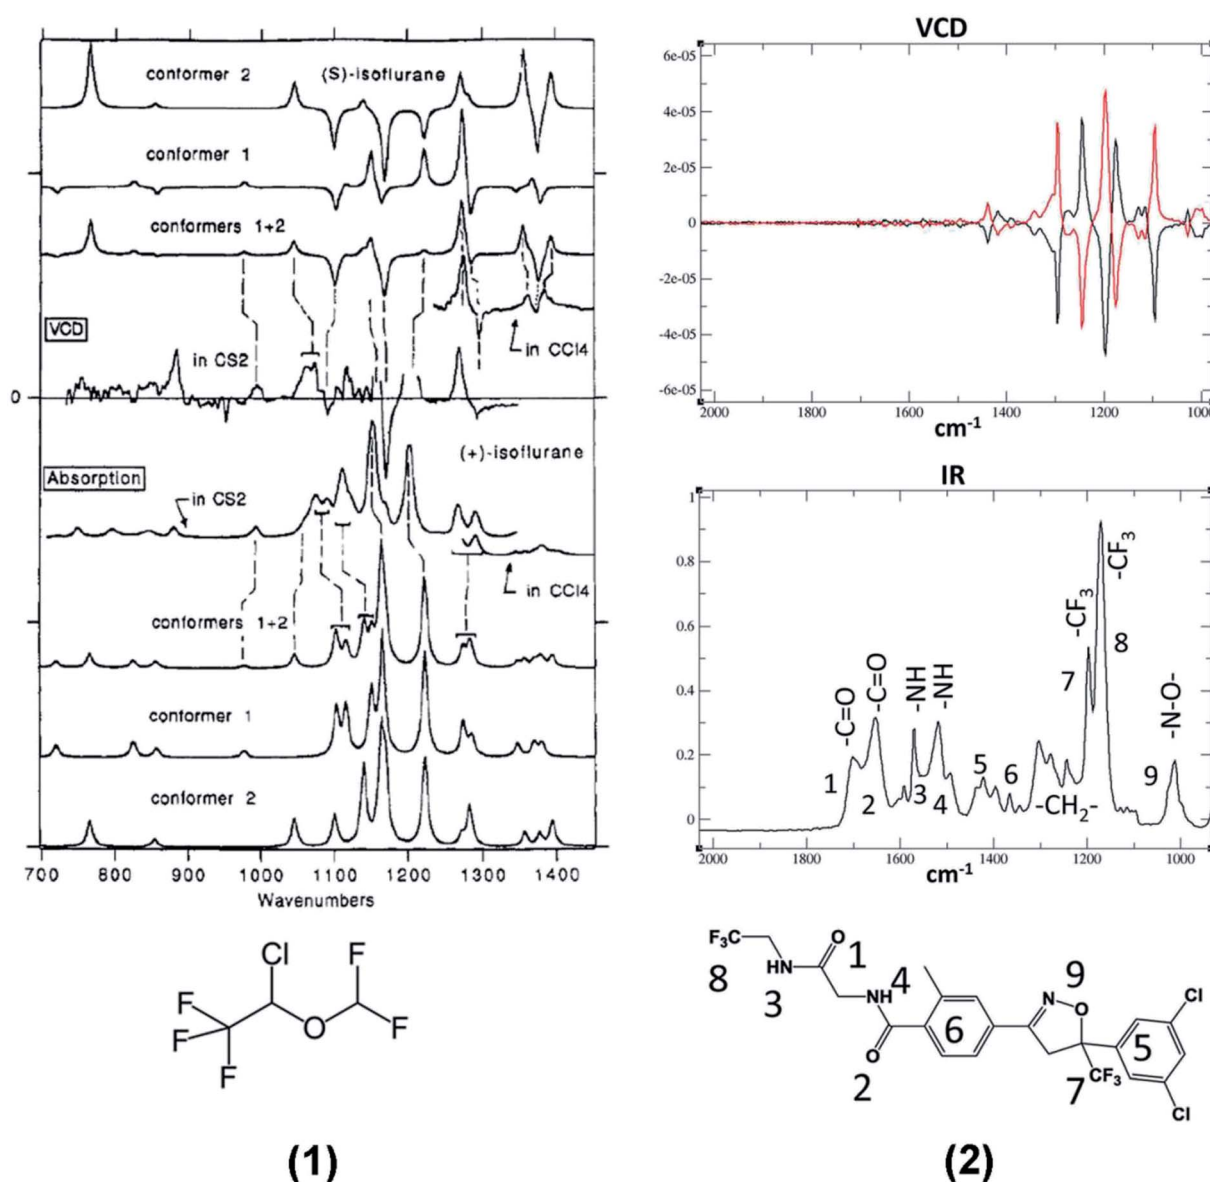 conformer 2
(S)-isoflurane
conformer 1
conformers 1+2
VCD
in CCl4
in CS2
0
(+)-isoflurane
Absorption
in CS2
in CCl4
conformers 1+2
conformer 1
conformer 2
700 800 900 1000 1100 1200 1300 1400
Wavenumbers
Cl
F
F
O
F
F
F
(1)
VCD
6e-05
4e-05
2e-05
0
-2e-05
-4e-05
-6e-05
2000 1800 1600 1400 1200 1000
cm-1
IR
1
0.8
0.6
0.4
0.2
0
-C=O
-C=O
-NH
-NH
-CF3
-CF3
-N-O-
1
2
3
4
5
6
-CH2-
7
8
9
2000 1800 1600 1400 1200 1000
cm-1
F3C
O
1
8
HN
3
NH
4
O
2
6
N
O
9
Cl
5
7
CF3
Cl
(2)